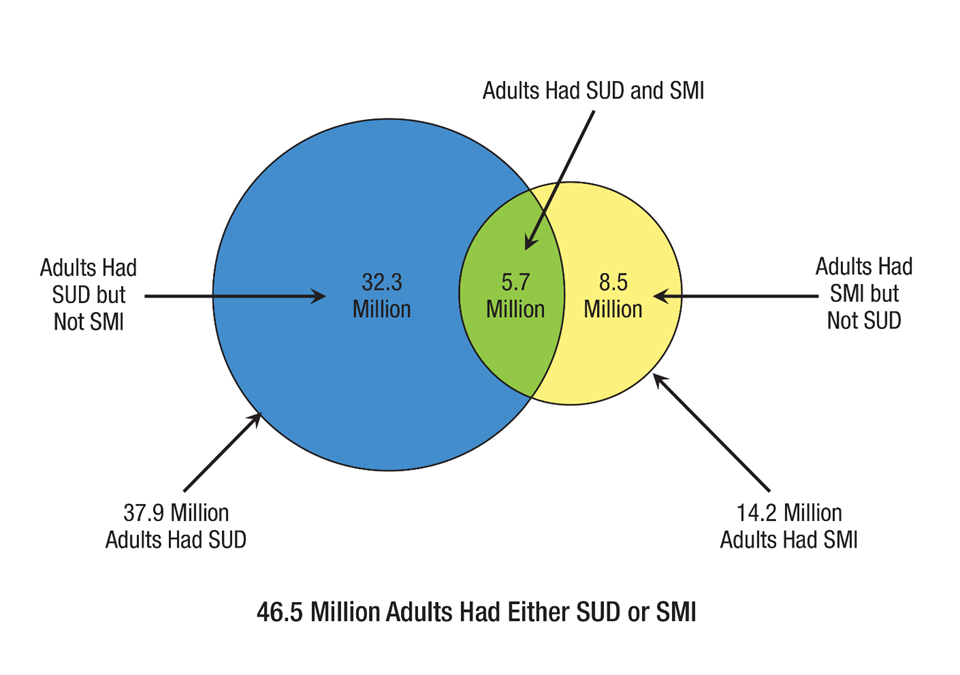 Adults Had SUD and SMI
Adults Had
SUD but
Not SMI
32.3
Million
5.7
Million
8.5
Million
Adults Had
SMI but
Not SUD
37.9 Million
Adults Had SUD
14.2 Million
Adults Had SMI
46.5 Million Adults Had Either SUD or SMI